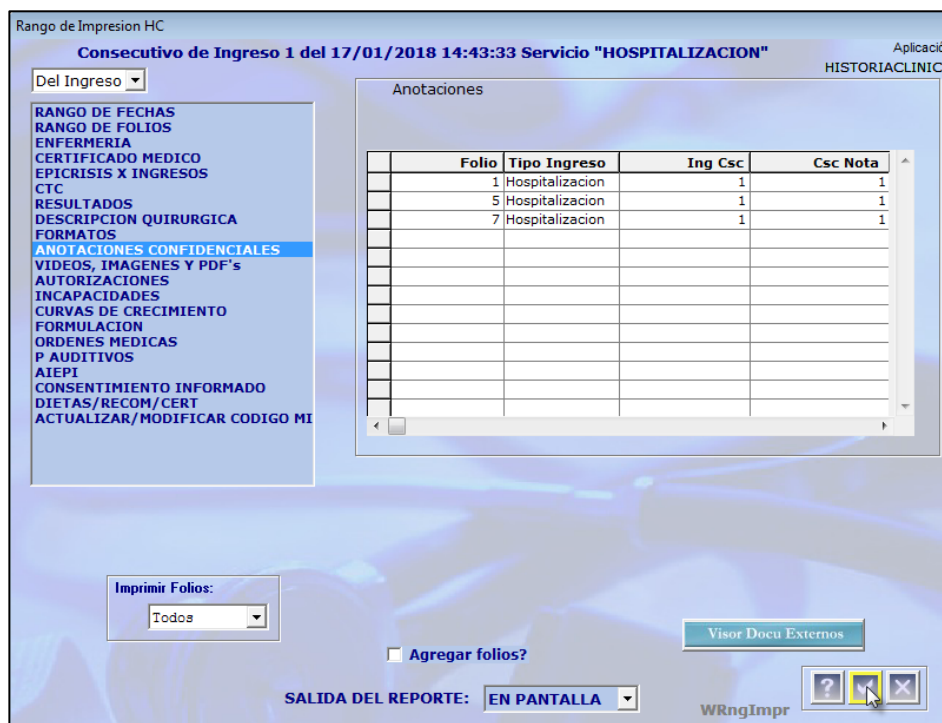 Rango de Impresion HC
Consecutivo de Ingreso 1 del 17/01/2018 14:43:33 Servicio "HOSPITALIZACION"
Aplicació
HISTORIACLINIC
Del Ingreso
RANGO DE FECHAS
RANGO DE FOLIOS
ENFERMERIA
CERTIFICADO MEDICO
EPICRISIS X INGRESOS
CTC
RESULTADOS
DESCRIPCION QUIRURGICA
FORMATOS
ANOTACIONES CONFIDENCIALES
VIDEOS, IMAGENES Y PDF's
AUTORIZACIONES
INCAPACIDADES
CURVAS DE CRECIMIENTO
FORMULACION
ORDENES MEDICAS
P AUDITIVOS
AIEPI
CONSENTIMIENTO INFORMADO
DIETAS/RECOM/CERT
ACTUALIZAR/MODIFICAR CODIGO MI
Anotaciones
Folio Tipo Ingreso Ing Csc Csc Nota
1 Hospitalizacion 1 1
5 Hospitalizacion 1 1
7 Hospitalizacion 1 1
Imprimir Folios:
Todos
Visor Docu Externos
Agregar folios?
SALIDA DEL REPORTE: EN PANTALLA
WRngImpr
?